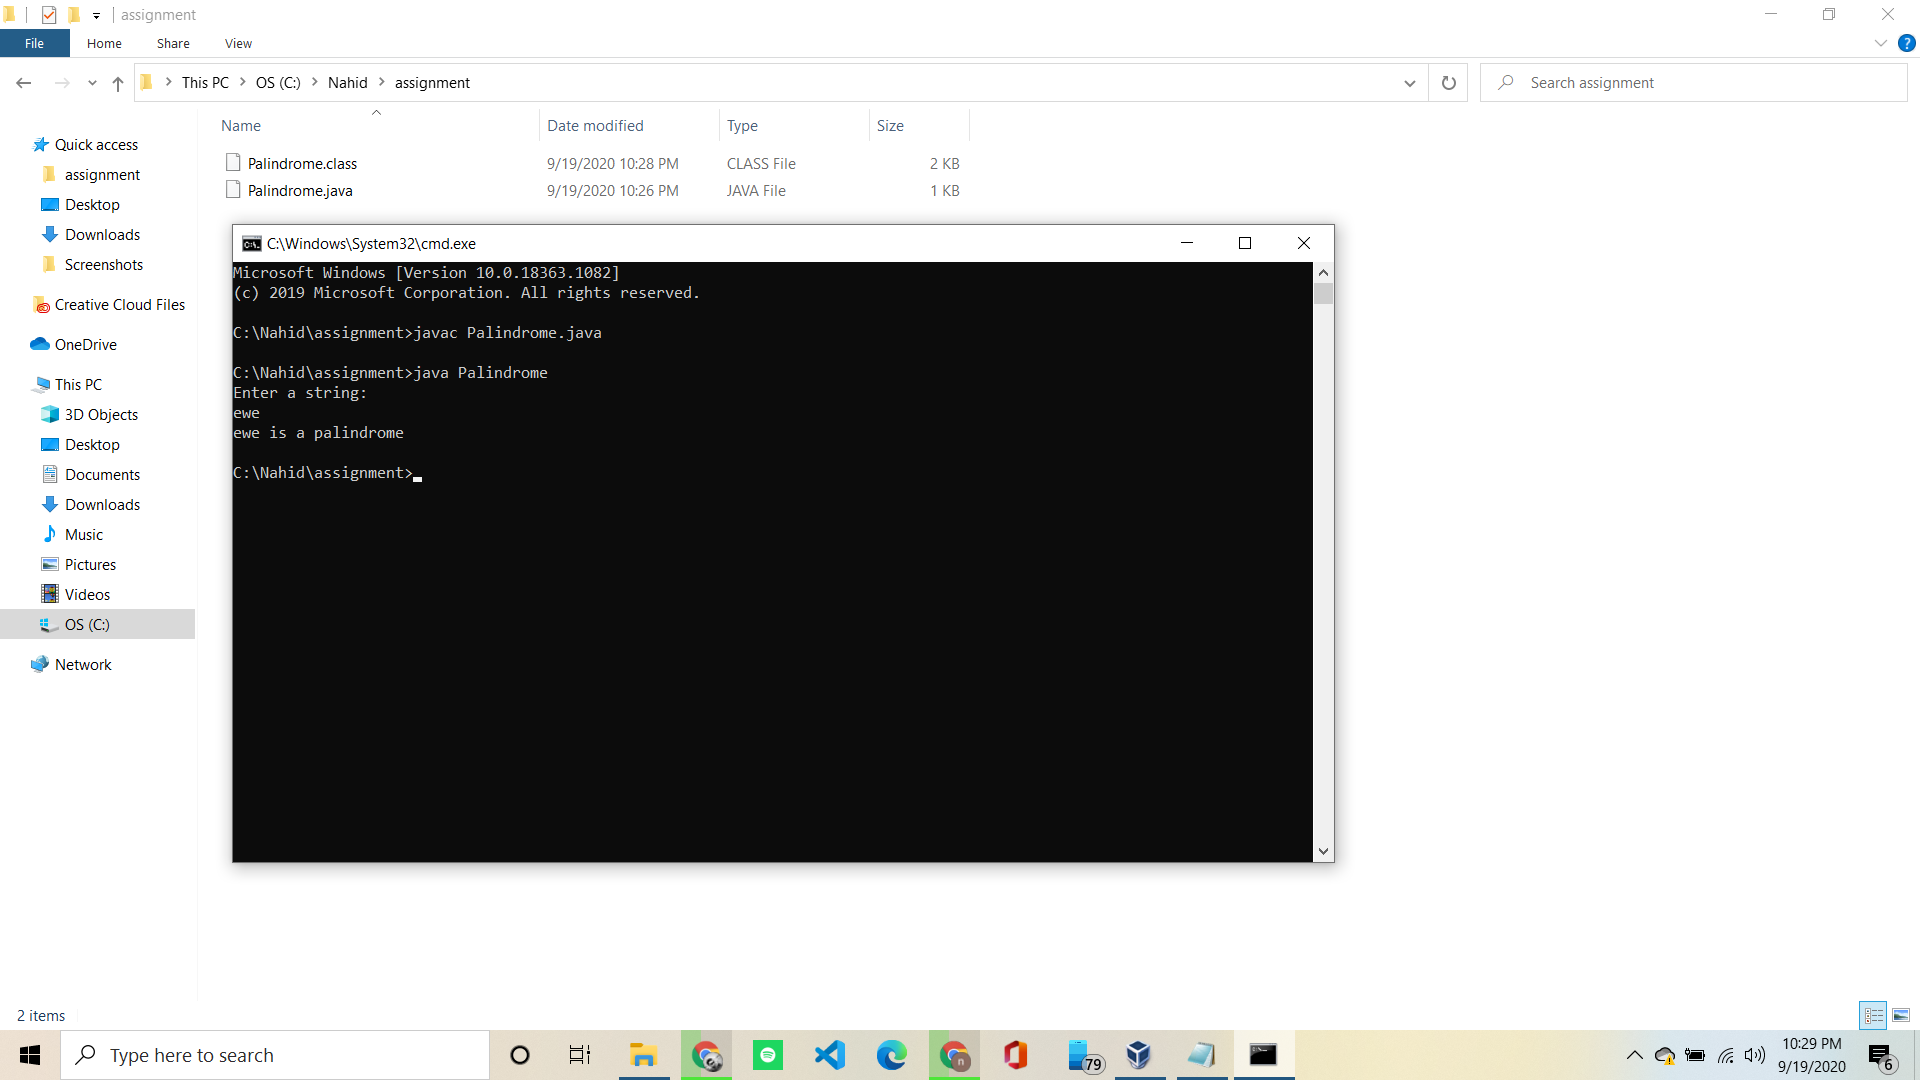 assignment
File Home Share View
This PC OS (C:) Nahid assignment
Search assignment
Name Date modified Type Size
Palindrome.class 9/19/2020 10:28 PM CLASS File 2 KB
Palindrome.java 9/19/2020 10:26 PM JAVA File 1 KB
Quick access
assignment
Desktop
Downloads
Screenshots
Creative Cloud Files
OneDrive
This PC
3D Objects
Desktop
Documents
Downloads
Music
Pictures
Videos
OS (C:)
Network
C:\Windows\System32\cmd.exe
Microsoft Windows [Version 10.0.18363.1082]
(c) 2019 Microsoft Corporation. All rights reserved.
C:\Nahid\assignment>javac Palindrome.java
C:\Nahid\assignment>java Palindrome
Enter a string:
ewe
ewe is a palindrome
C:\Nahid\assignment>
2 items
Type here to search
n
79
10:29 PM
9/19/2020
6